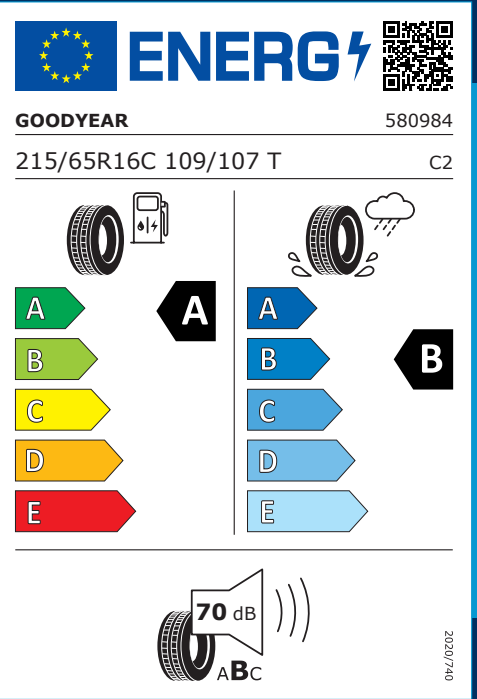 ENERG
GOODYEAR 580984
215/65R16C 109/107 T C2
A A
B
C
D
E
A
B B
C
D
E
70 dB
ABC
2020/740